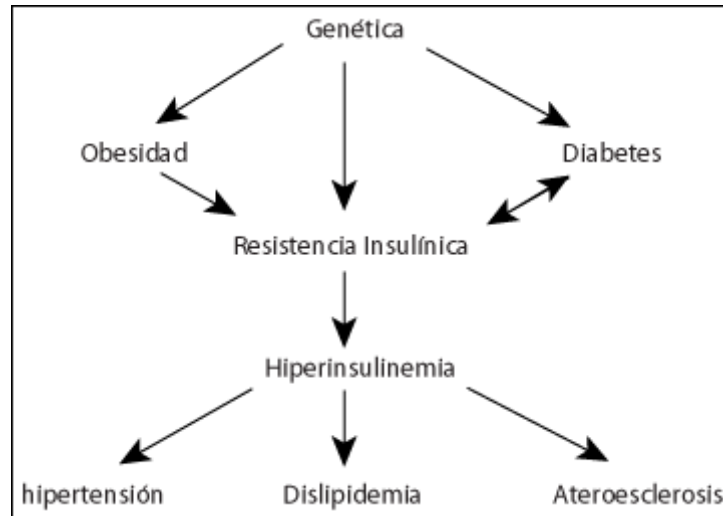 Genética
Obesidad Diabetes
Resistencia Insulínica
Hiperinsulinemia
hipertensión Dislipidemia Ateroesclerosis